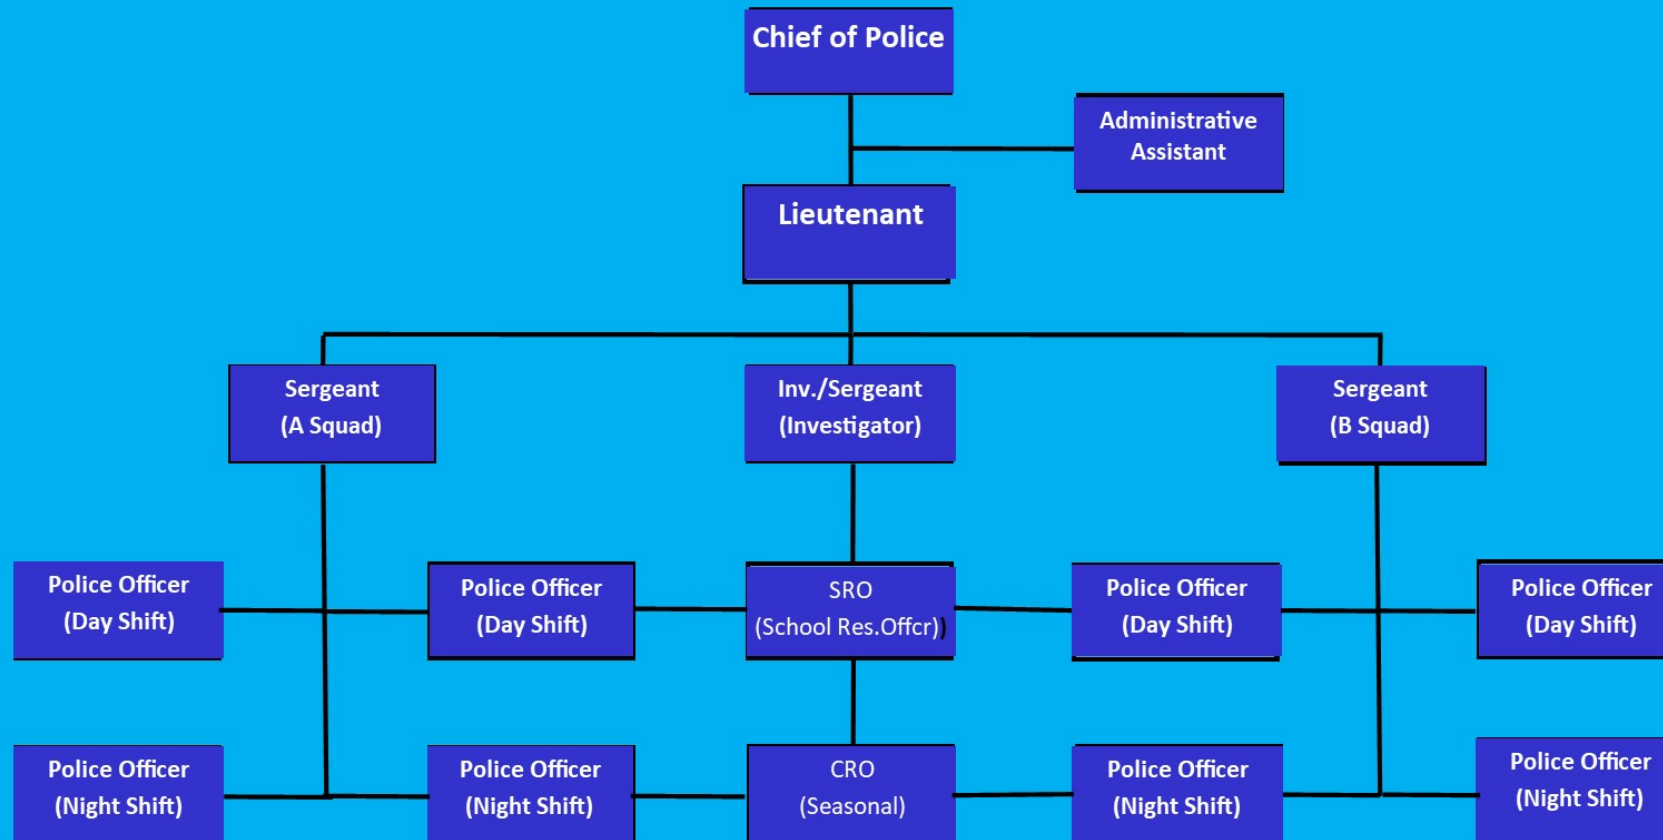 Chief of Police
Administrative
Assistant
Lieutenant
Sergeant
(A Squad)
Inv./Sergeant
(Investigator)
Sergeant
(B Squad)
Police Officer
(Day Shift)
Police Officer
(Day Shift)
SRO
(School Res.Offcr))
Police Officer
(Day Shift)
Police Officer
(Day Shift)
Police Officer
(Night Shift)
Police Officer
(Night Shift)
CRO
(Seasonal)
Police Officer
(Night Shift)
Police Officer
(Night Shift)